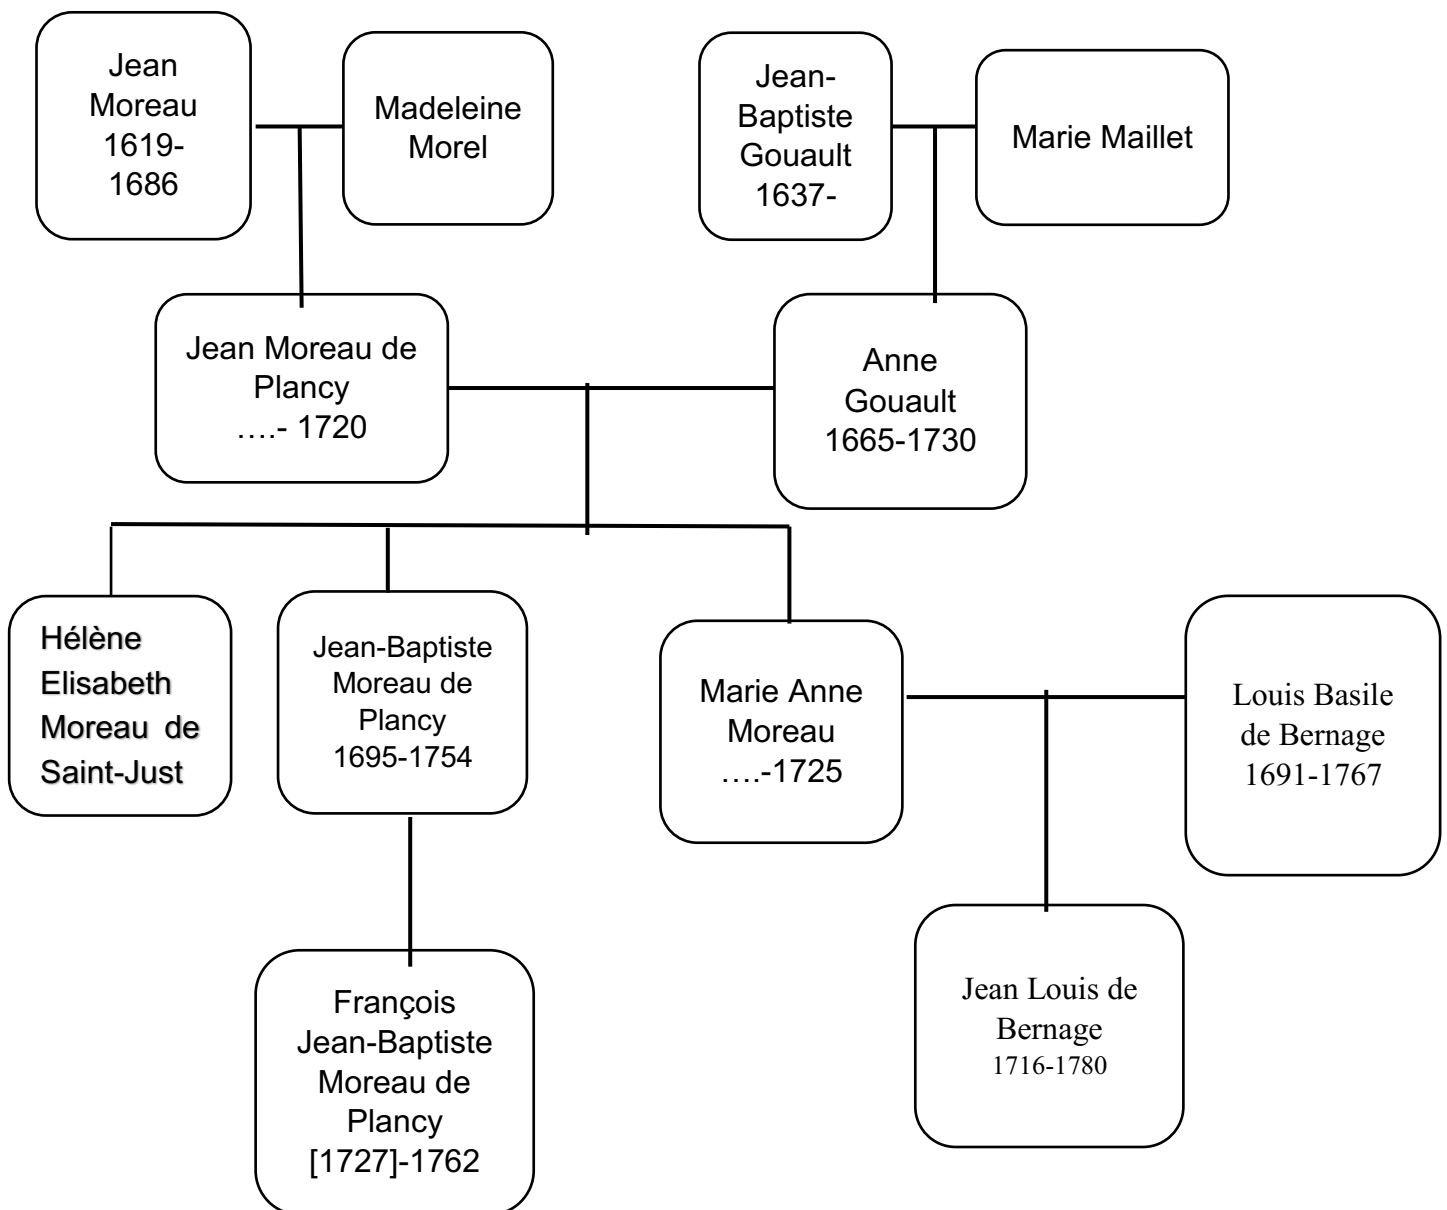 Jean
Moreau
1619-
1686
Madeleine
Morel
Jean-
Baptiste
Gouault
1637-
Marie Maillet
Jean Moreau de
Plancy
….- 1720
Anne
Gouault
1665-1730
Hélène
Elisabeth
Moreau de
Saint-Just
Jean-Baptiste
Moreau de
Plancy
1695-1754
Marie Anne
Moreau
….-1725
Louis Basile
de Bernage
1691-1767
François
Jean-Baptiste
Moreau de
Plancy
[1727]-1762
Jean Louis de
Bernage
1716-1780